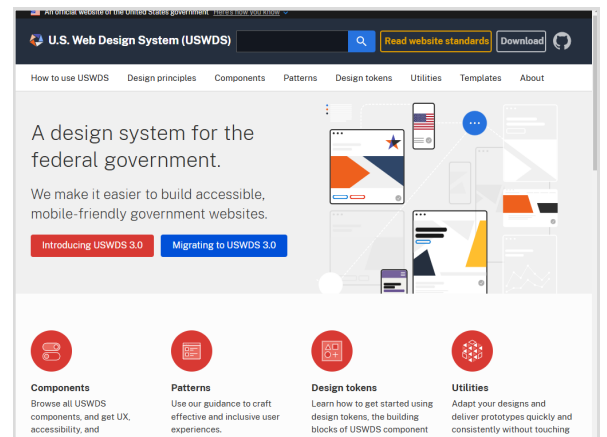 An official website of the United States government Here's how you know
U.S. Web Design System (USWDS)
Read website standards
Download
How to use USWDS Design principles Components Patterns Design tokens Utilities Templates About
A design system for the
federal government.
We make it easier to build accessible,
mobile-friendly government websites.
Introducing USWDS 3.0 Migrating to USWDS 3.0
Components
Browse all USWDS
components, and get UX,
accessibility, and
Patterns
Use our guidance to craft
effective and inclusive user
experiences.
Design tokens
Learn how to get started using
design tokens, the building
blocks of USWDS component
Utilities
Adapt your designs and
deliver prototypes quickly and
consistently without touching